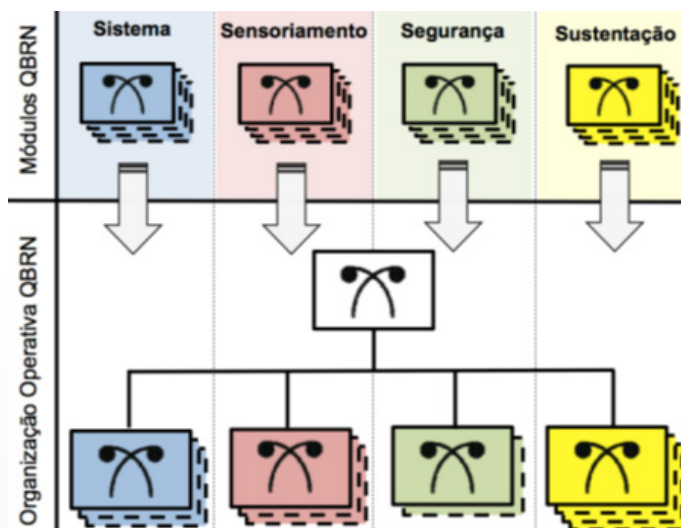 Sistema
Sensoriamento
Segurança
Sustentação
Módulos QBRN
Organização Operativa QBRN